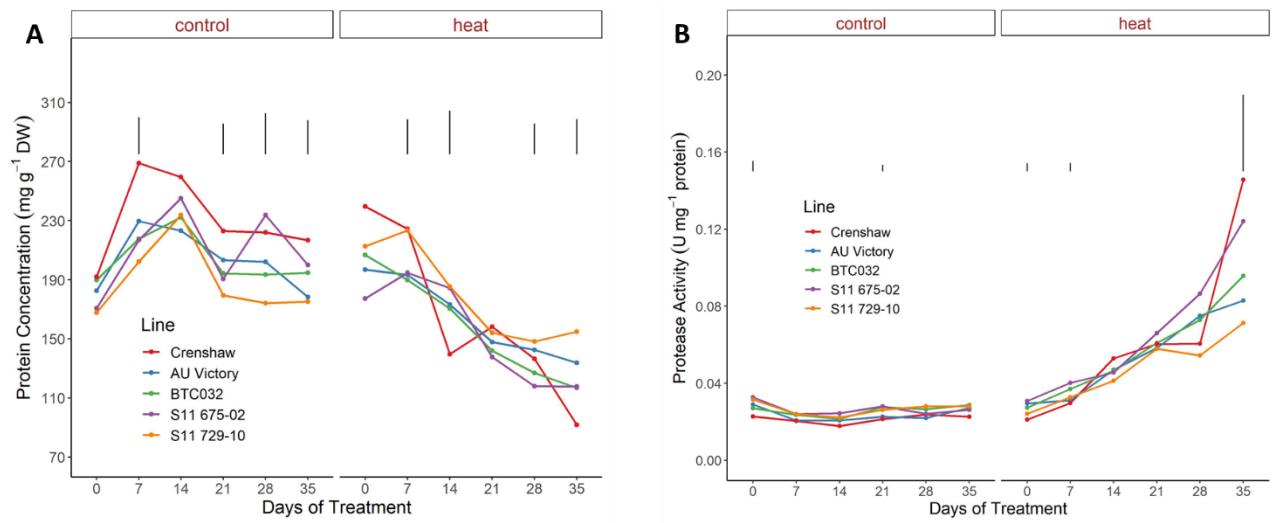 A
control
heat
Protein Concentration (mg g⁻¹ DW)
310
270
230
190
150
110
70
Line
Crenshaw
AU Victory
BTC032
S11 675-02
S11 729-10
0 7 14 21 28 35 0 7 14 21 28 35
Days of Treatment
B
control
heat
Protease Activity (U mg⁻¹ protein)
0.20
0.16
0.12
0.08
0.04
0.00
Line
Crenshaw
AU Victory
BTC032
S11 675-02
S11 729-10
0 7 14 21 28 35 0 7 14 21 28 35
Days of Treatment